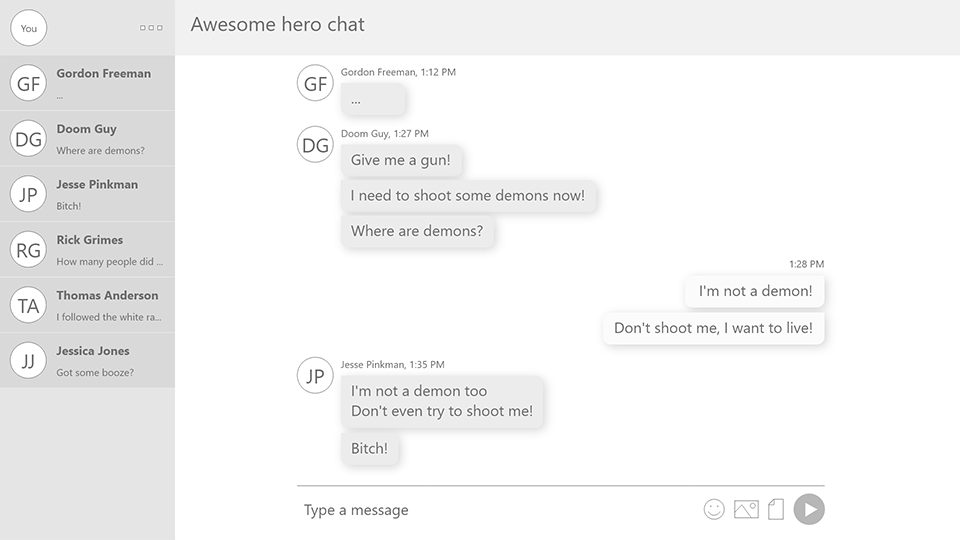 You
Awesome hero chat
GF
Gordon Freeman
...
DG
Doom Guy
Where are demons?
JP
Jesse Pinkman
Bitch!
RG
Rick Grimes
How many people did ...
TA
Thomas Anderson
I followed the white ra...
JJ
Jessica Jones
Got some booze?
GF
Gordon Freeman, 1:12 PM
...
DG
Doom Guy, 1:27 PM
Give me a gun!
I need to shoot some demons now!
Where are demons?
1:28 PM
I'm not a demon!
Don't shoot me, I want to live!
JP
Jesse Pinkman, 1:35 PM
I'm not a demon too
Don't even try to shoot me!
Bitch!
Type a message